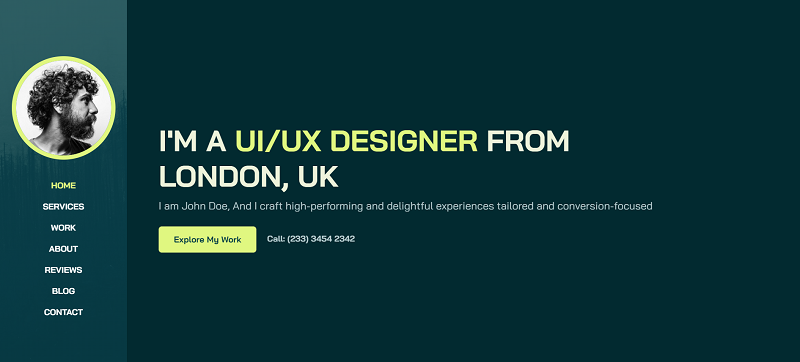 HOME
SERVICES
WORK
ABOUT
REVIEWS
BLOG
CONTACT
I'M A UI/UX DESIGNER FROM
LONDON, UK
I am John Doe, And I craft high-performing and delightful experiences tailored and conversion-focused
Explore My Work
Call: (233) 3454 2342